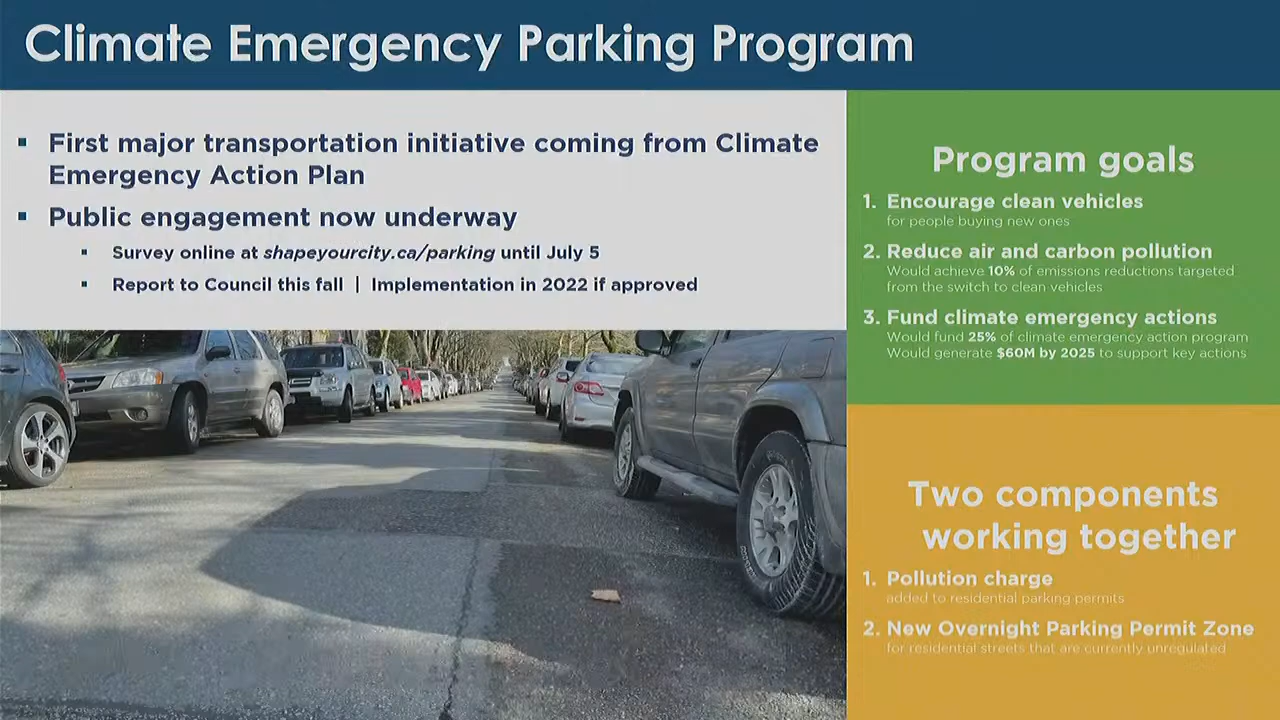 Climate Emergency Parking Program
▪ First major transportation initiative coming from Climate
Emergency Action Plan
▪ Public engagement now underway
▪ Survey online at shapeyourcity.ca/parking until July 5
▪ Report to Council this fall | Implementation in 2022 if approved
Program goals
1. Encourage clean vehicles
for people buying new ones
2. Reduce air and carbon pollution
Would achieve 10% of emissions reductions targeted
from the switch to clean vehicles
3. Fund climate emergency actions
Would fund 25% of climate emergency action program
Would generate $60M by 2025 to support key actions
Two components
working together
1. Pollution charge
added to residential parking permits
2. New Overnight Parking Permit Zone
for residential streets that are currently unregulated